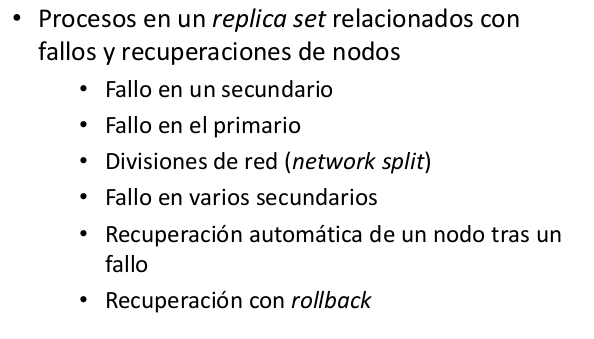 • Procesos en un replica set relacionados con
fallos y recuperaciones de nodos
• Fallo en un secundario
• Fallo en el primario
• Divisiones de red (network split)
• Fallo en varios secundarios
• Recuperación automática de un nodo tras un
fallo
• Recuperación con rollback